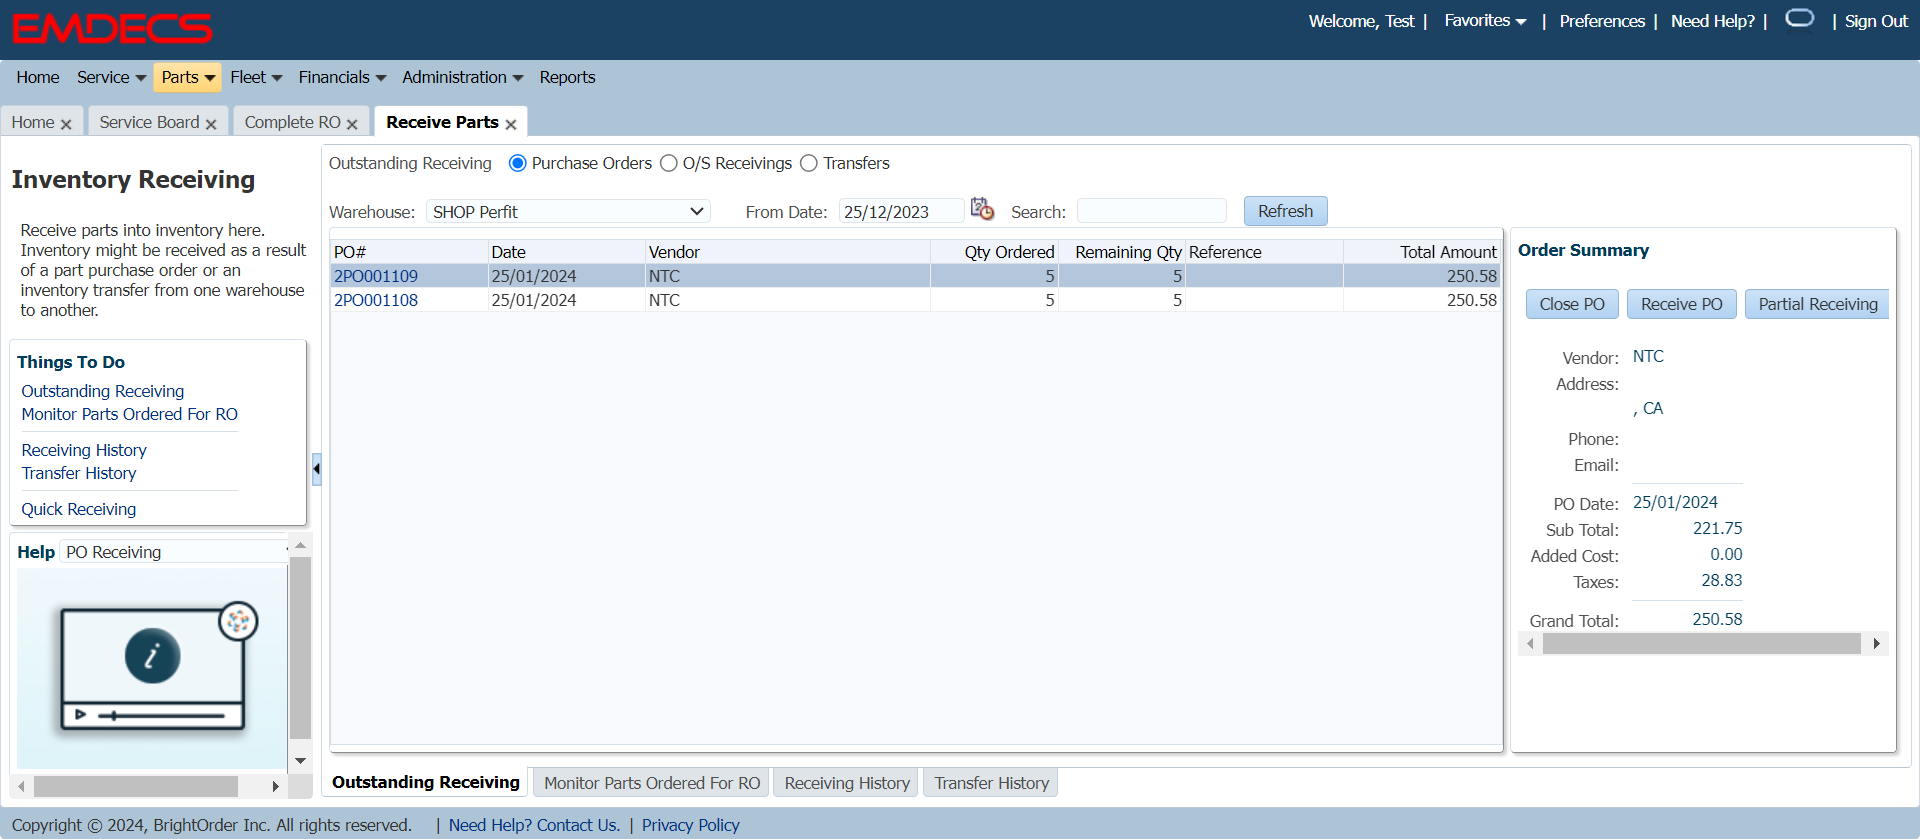 EMDECS
Welcome, Test | Favorites | Preferences | Need Help? | | Sign Out
Home Service Parts Fleet Financials Administration Reports
Home Service Board Complete RO Receive Parts
Inventory Receiving
Receive parts into inventory here.
Inventory might be received as a result
of a part purchase order or an
inventory transfer from one warehouse
to another.
Things To Do
Outstanding Receiving
Monitor Parts Ordered For RO
Receiving History
Transfer History
Quick Receiving
Help PO Receiving
i
Outstanding Receiving Purchase Orders O/S Receivings Transfers
Warehouse: SHOP Perfit From Date: 25/12/2023 Search: Refresh
PO# Date Vendor Qty Ordered Remaining Qty Reference Total Amount
2PO001109 25/01/2024 NTC 5 5 250.58
2PO001108 25/01/2024 NTC 5 5 250.58
Order Summary
Close PO Receive PO Partial Receiving
Vendor: NTC
Address:
, CA
Phone:
Email:
PO Date: 25/01/2024
Sub Total: 221.75
Added Cost: 0.00
Taxes: 28.83
Grand Total: 250.58
Outstanding Receiving Monitor Parts Ordered For RO Receiving History Transfer History
Copyright © 2024, BrightOrder Inc. All rights reserved. | Need Help? Contact Us. | Privacy Policy